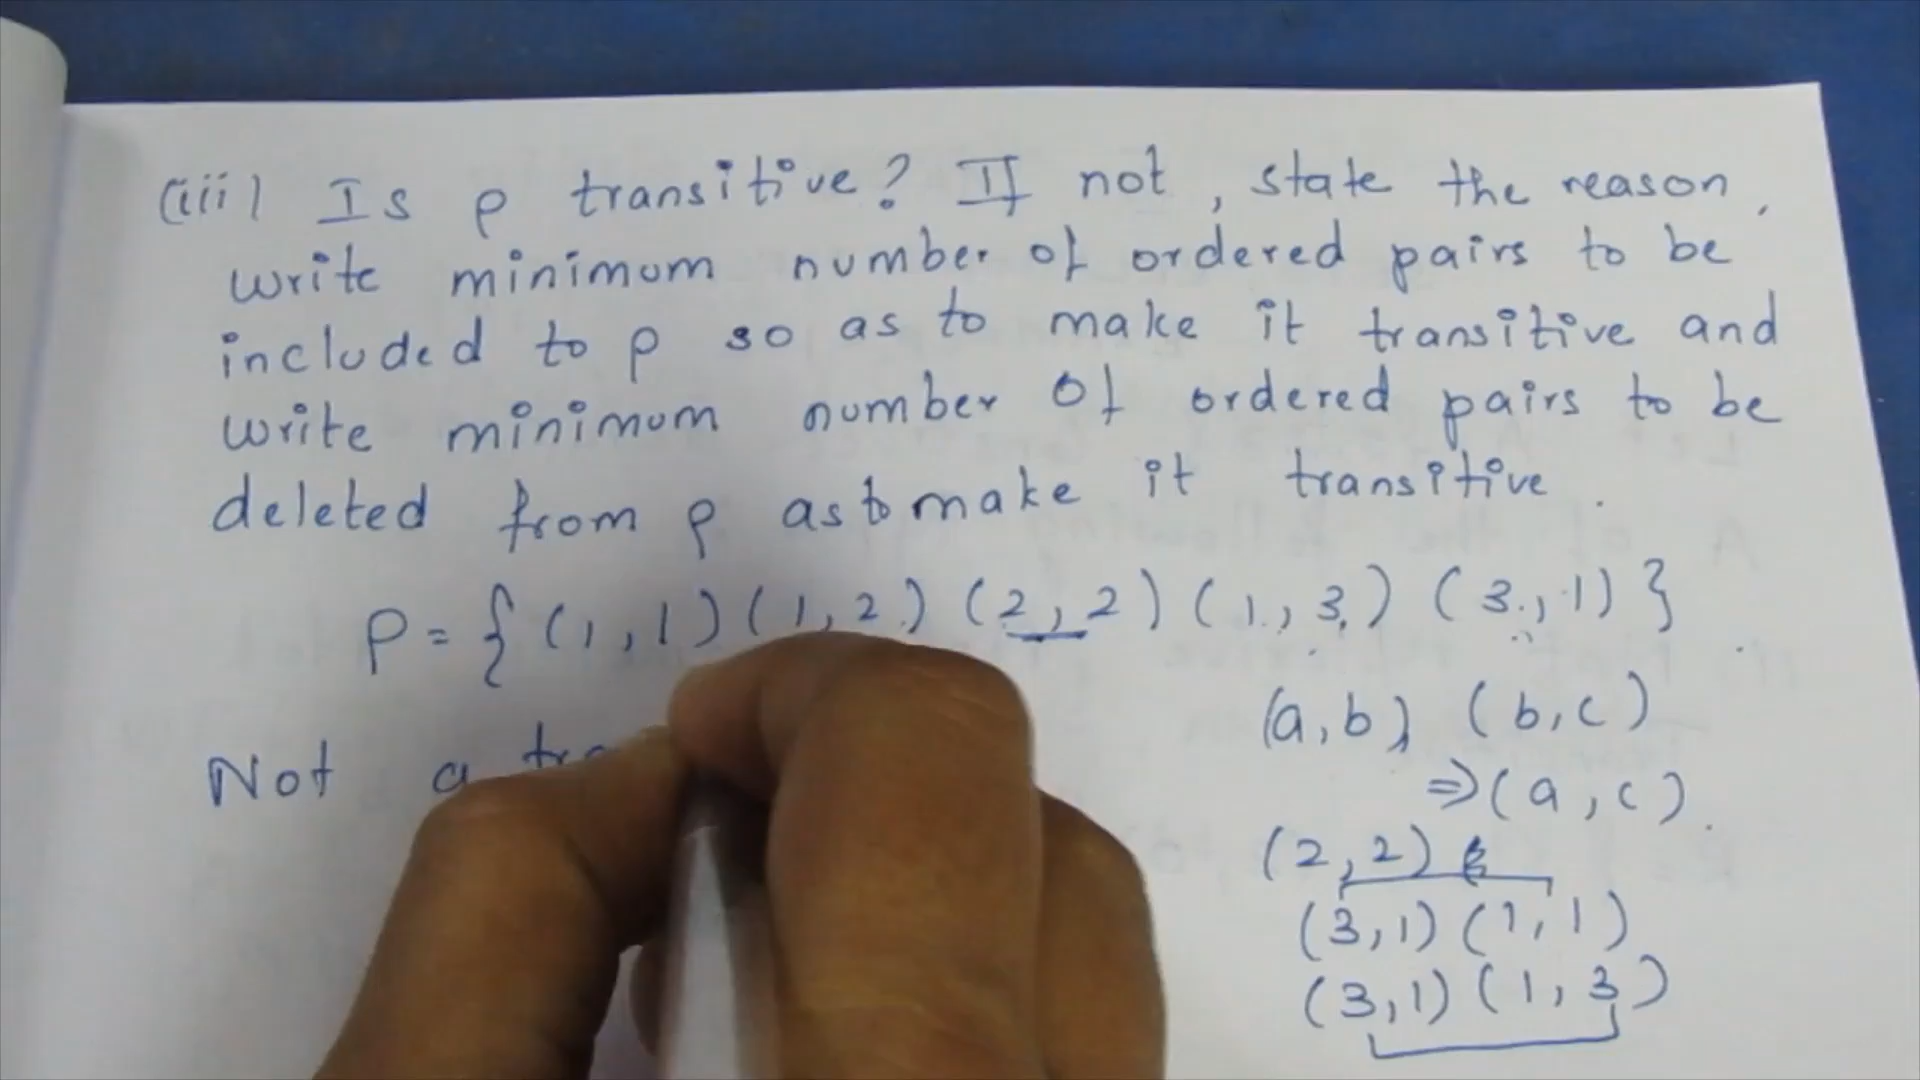 (iii) Is ρ transitive? If not, state the reason,
write minimum number of ordered pairs to be
included to ρ so as to make it transitive and
write minimum number of ordered pairs to be
deleted from ρ as to make it transitive.
ρ = { (1,1) (1,2) (2,2) (1,3) (3,1) }
(a,b) (b,c)
Not a
⇒ (a,c).
(2,2)
(3,1) (1,1)
(3,1) (1,3)